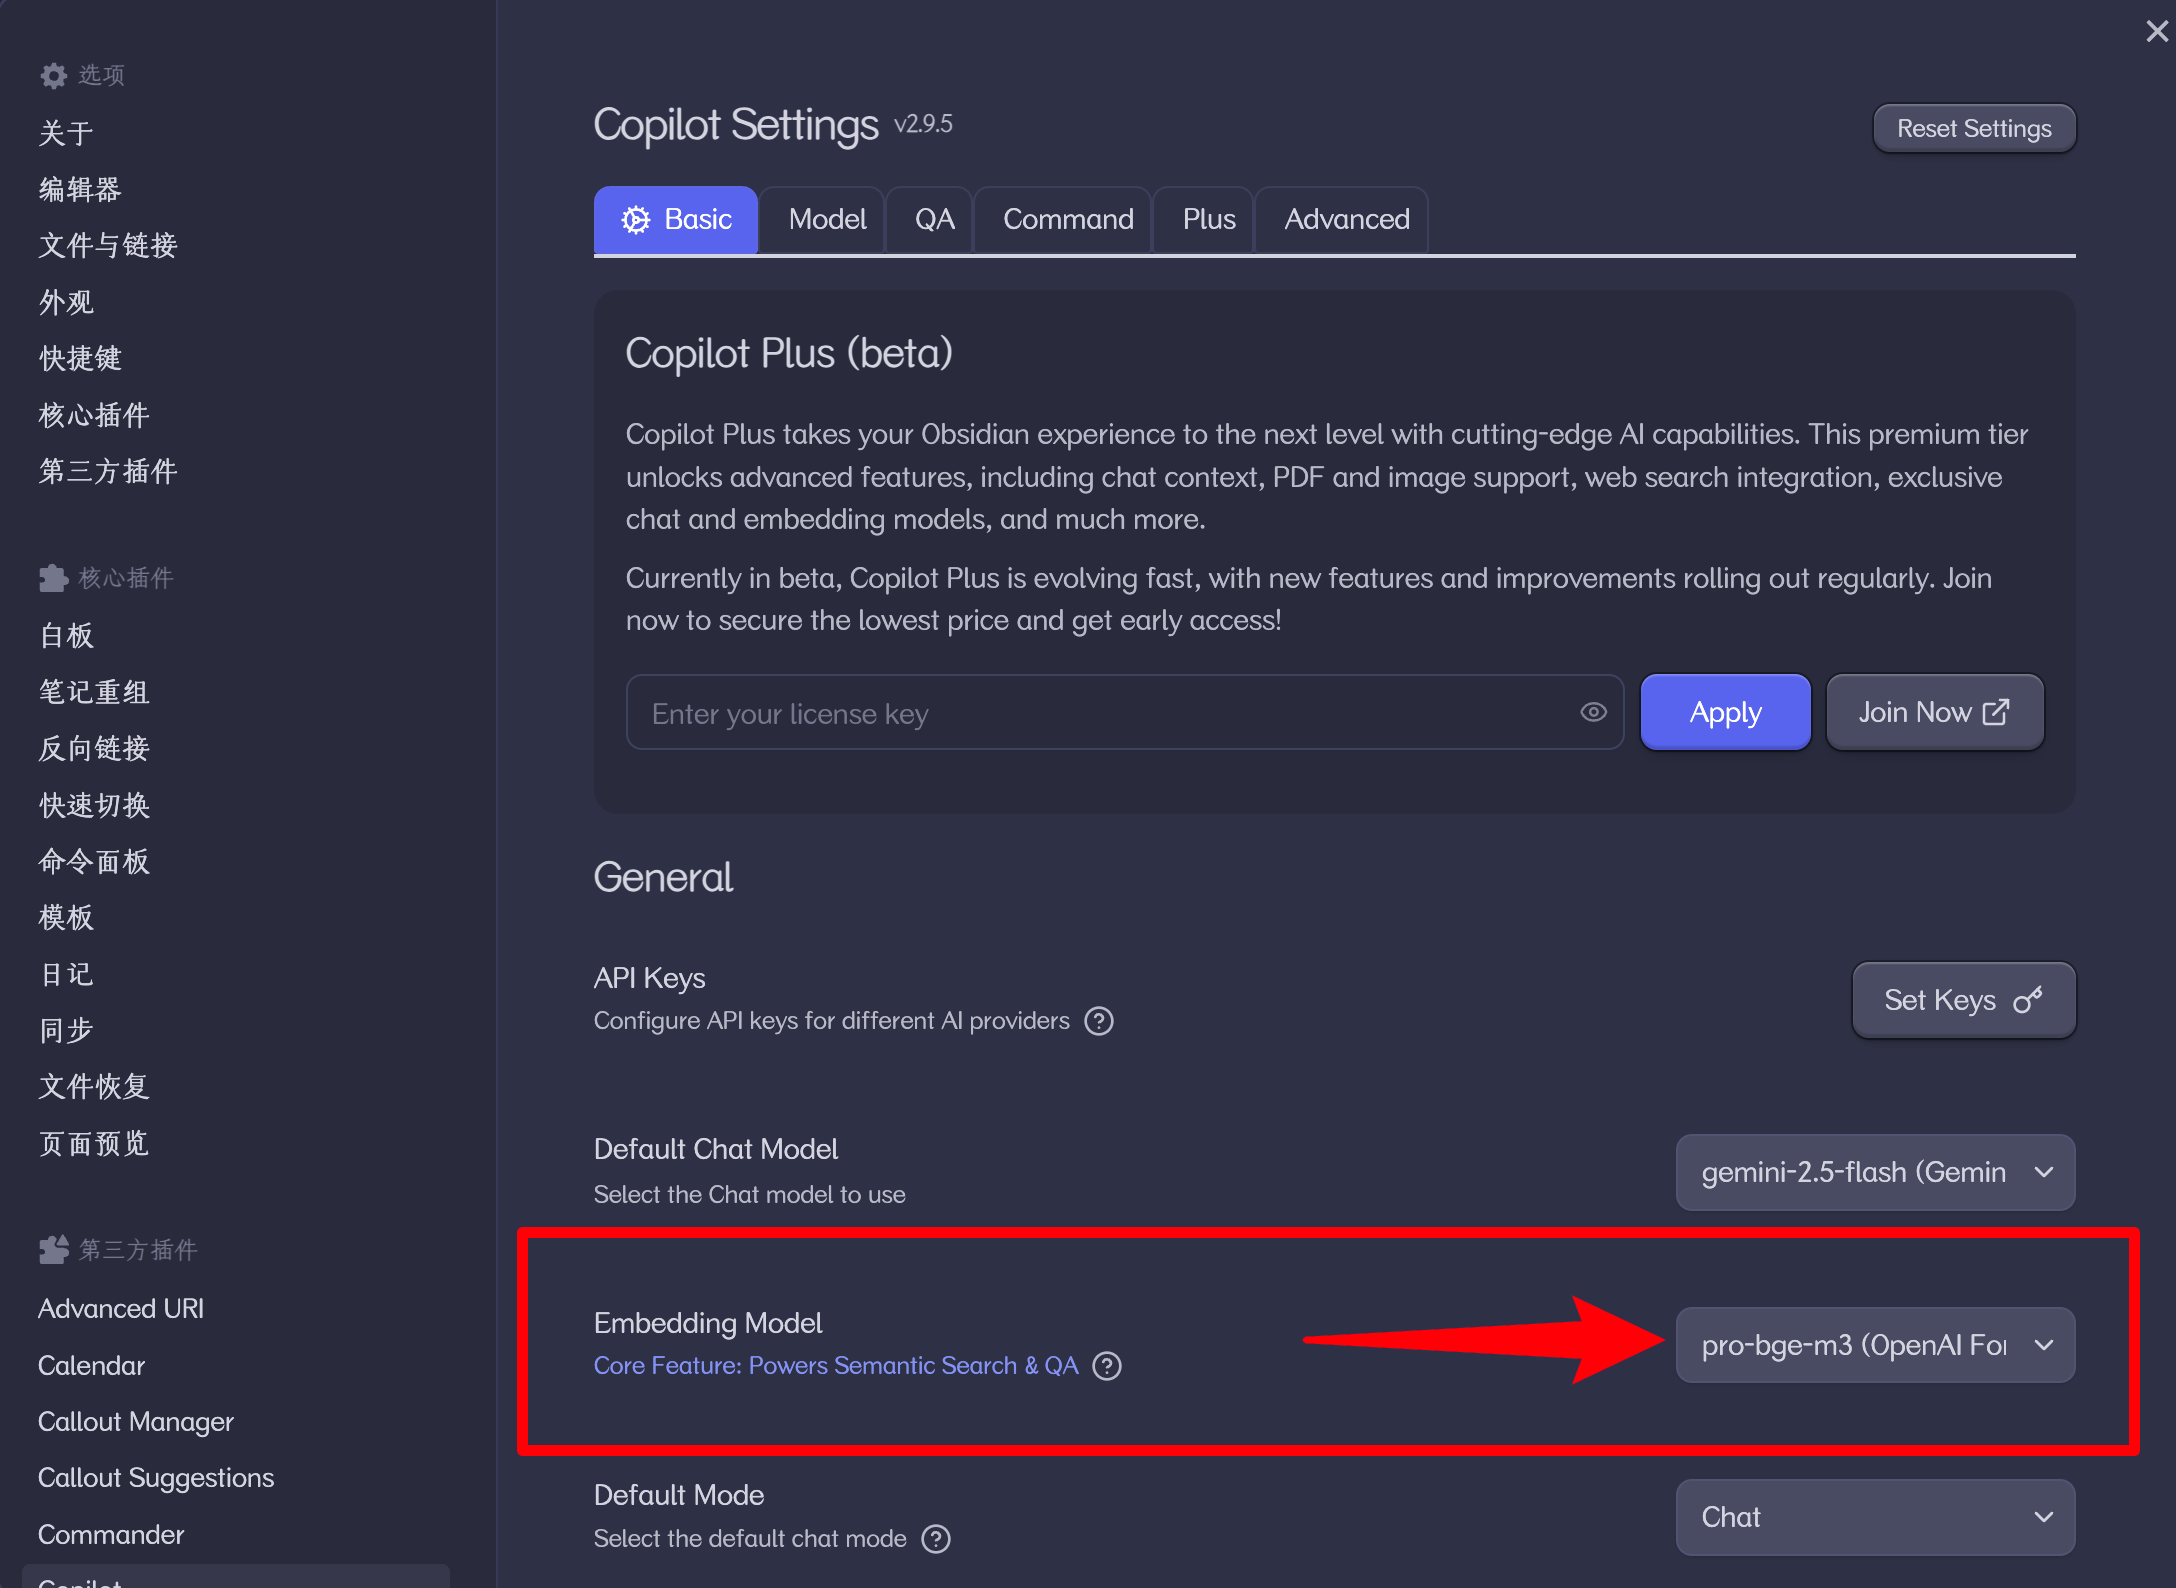 选项
关于
编辑器
文件与链接
外观
快捷键
核心插件
第三方插件
核心插件
白板
笔记重组
反向链接
快速切换
命令面板
模板
日记
同步
文件恢复
页面预览
第三方插件
Advanced URI
Calendar
Callout Manager
Callout Suggestions
Commander
Copilot
Copilot Settings v2.9.5
Reset Settings
Basic Model QA Command Plus Advanced
Copilot Plus (beta)
Copilot Plus takes your Obsidian experience to the next level with cutting-edge AI capabilities. This premium tier
unlocks advanced features, including chat context, PDF and image support, web search integration, exclusive
chat and embedding models, and much more.
Currently in beta, Copilot Plus is evolving fast, with new features and improvements rolling out regularly. Join
now to secure the lowest price and get early access!
Enter your license key
Apply
Join Now
General
API Keys
Configure API keys for different AI providers
Set Keys
Default Chat Model
Select the Chat model to use
gemini-2.5-flash (Gemin
Embedding Model
Core Feature: Powers Semantic Search & QA
pro-bge-m3 (OpenAI For
Default Mode
Select the default chat mode
Chat